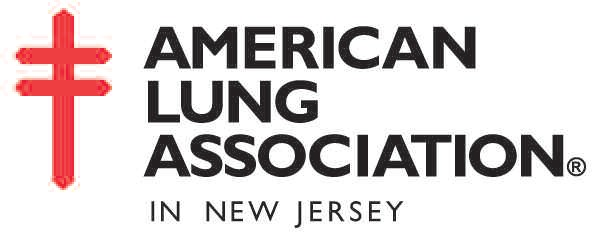 AMERICAN
LUNG
ASSOCIATION®
IN NEW JERSEY